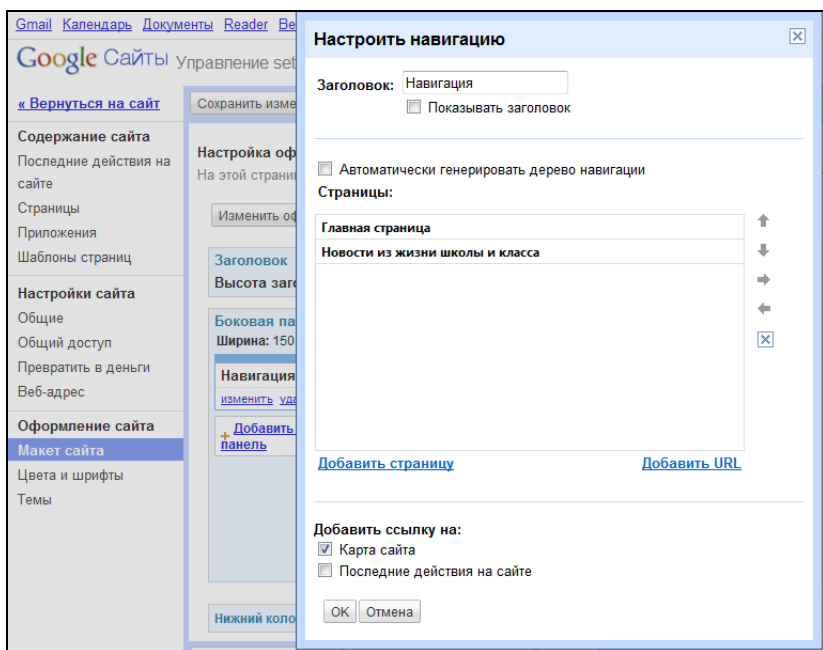 Gmail Календарь Документы Reader Ве
Google Сайты Управление set
« Вернуться на сайт
Содержание сайта
Последние действия на
сайте
Страницы
Приложения
Шаблоны страниц
Настройки сайта
Общие
Общий доступ
Превратить в деньги
Веб-адрес
Оформление сайта
Макет сайта
Цвета и шрифты
Темы
Сохранить изме
Настройка оф
На этой страни
Изменить оф
Заголовок
Высота заго
Боковая па
Ширина: 150
Навигация
изменить уда
+ Добавить
панель
Нижний коло
Настроить навигацию
Заголовок: Навигация
Показывать заголовок
Автоматически генерировать дерево навигации
Страницы:
Главная страница
Новости из жизни школы и класса
Добавить страницу Добавить URL
Добавить ссылку на:
Карта сайта
Последние действия на сайте
OK Отмена